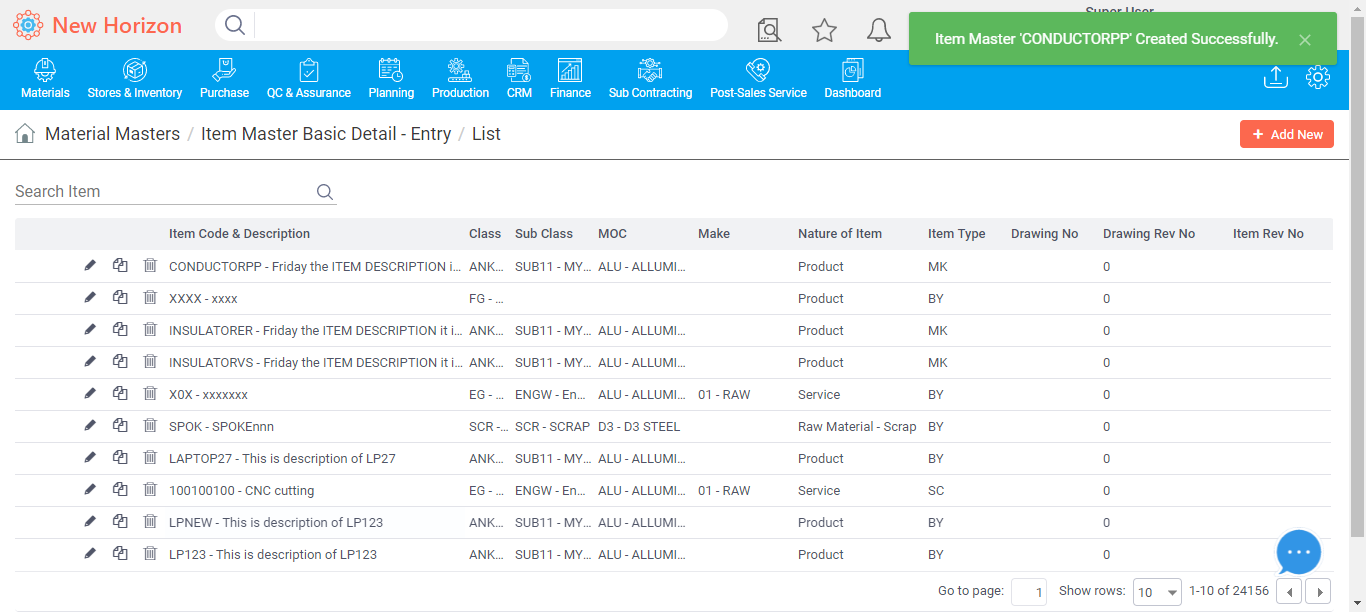 New Horizon
Super User
Item Master 'CONDUCTORPP' Created Successfully.
Materials Stores & Inventory Purchase QC & Assurance Planning Production CRM Finance Sub Contracting Post-Sales Service Dashboard
Material Masters / Item Master Basic Detail - Entry / List
+ Add New
Search Item
Item Code & Description Class Sub Class MOC Make Nature of Item Item Type Drawing No Drawing Rev No Item Rev No
CONDUCTORPP - Friday the ITEM DESCRIPTION i... ANK... SUB11 - MY... ALU - ALLUMI... Product MK 0
XXXX - xxxx FG - ... Product BY 0
INSULATORER - Friday the ITEM DESCRIPTION it i... ANK... SUB11 - MY... ALU - ALLUMI... Product MK 0
INSULATORVS - Friday the ITEM DESCRIPTION it i... ANK... SUB11 - MY... ALU - ALLUMI... Product MK 0
X0X - xxxxxxx EG - ... ENGW - En... ALU - ALLUMI... 01 - RAW Service BY 0
SPOK - SPOKEnnn SCR -... SCR - SCRAP D3 - D3 STEEL Raw Material - Scrap BY 0
LAPTOP27 - This is description of LP27 ANK... SUB11 - MY... ALU - ALLUMI... Product BY 0
100100100 - CNC cutting EG - ... ENGW - En... ALU - ALLUMI... 01 - RAW Service SC 0
LPNEW - This is description of LP123 ANK... SUB11 - MY... ALU - ALLUMI... Product BY 0
LP123 - This is description of LP123 ANK... SUB11 - MY... ALU - ALLUMI... Product BY 0
Go to page: 1 Show rows: 10 1-10 of 24156